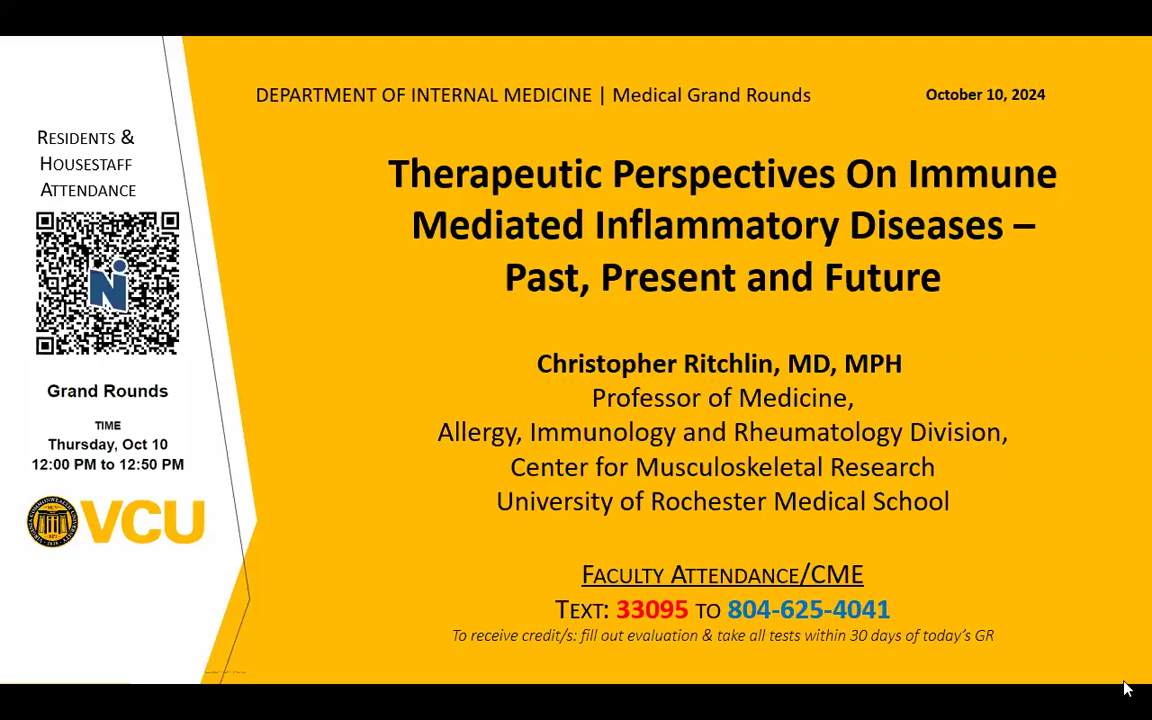 DEPARTMENT OF INTERNAL MEDICINE | Medical Grand Rounds
October 10, 2024
RESIDENTS &
HOUSESTAFF
ATTENDANCE
Grand Rounds
TIME
Thursday, Oct 10
12:00 PM to 12:50 PM
VCU
Therapeutic Perspectives On Immune
Mediated Inflammatory Diseases –
Past, Present and Future
Christopher Ritchlin, MD, MPH
Professor of Medicine,
Allergy, Immunology and Rheumatology Division,
Center for Musculoskeletal Research
University of Rochester Medical School
FACULTY ATTENDANCE/CME
TEXT: 33095 TO 804-625-4041
To receive credit/s: fill out evaluation & take all tests within 30 days of today's GR